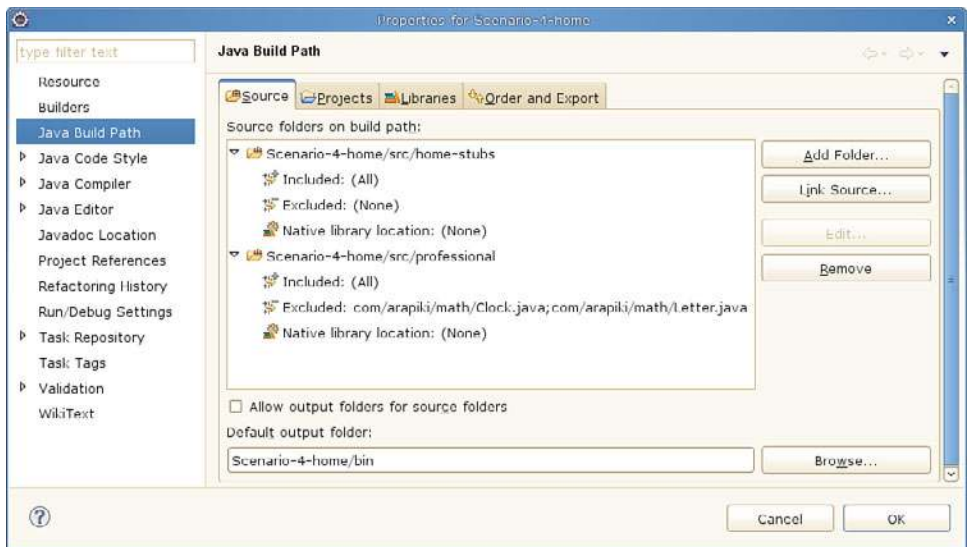 Properties for Scenario-4-home
type filter text
Resource
Builders
Java Build Path
Java Code Style
Java Compiler
Java Editor
Javadoc Location
Project References
Refactoring History
Run/Debug Settings
Task Repository
Task Tags
Validation
WikiText
Java Build Path
Source
Projects
Libraries
Order and Export
Source folders on build path:
Scenario-4-home/src/home-stubs
Included: (All)
Excluded: (None)
Native library location: (None)
Scenario-4-home/src/professional
Included: (All)
Excluded: com/arapiki/math/Clock.java;com/arapiki/math/Letter.java
Native library location: (None)
Add Folder...
Link Source...
Edit...
Remove
Allow output folders for source folders
Default output folder:
Scenario-4-home/bin
Browse...
?
Cancel
OK